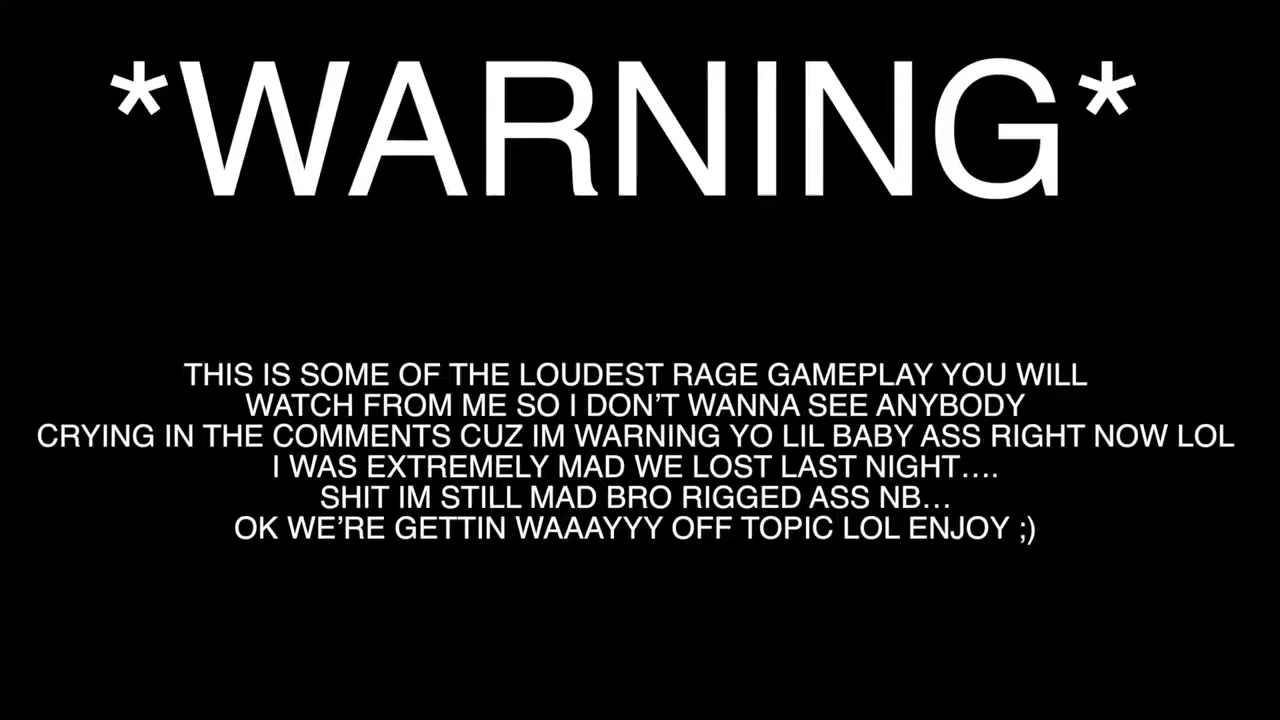 *WARNING*
THIS IS SOME OF THE LOUDEST RAGE GAMEPLAY YOU WILL
WATCH FROM ME SO I DON’T WANNA SEE ANYBODY
CRYING IN THE COMMENTS CUZ IM WARNING YO LIL BABY ASS RIGHT NOW LOL
I WAS EXTREMELY MAD WE LOST LAST NIGHT….
SHIT IM STILL MAD BRO RIGGED ASS NB…
OK WE’RE GETTIN WAAAYYY OFF TOPIC LOL ENJOY ;)